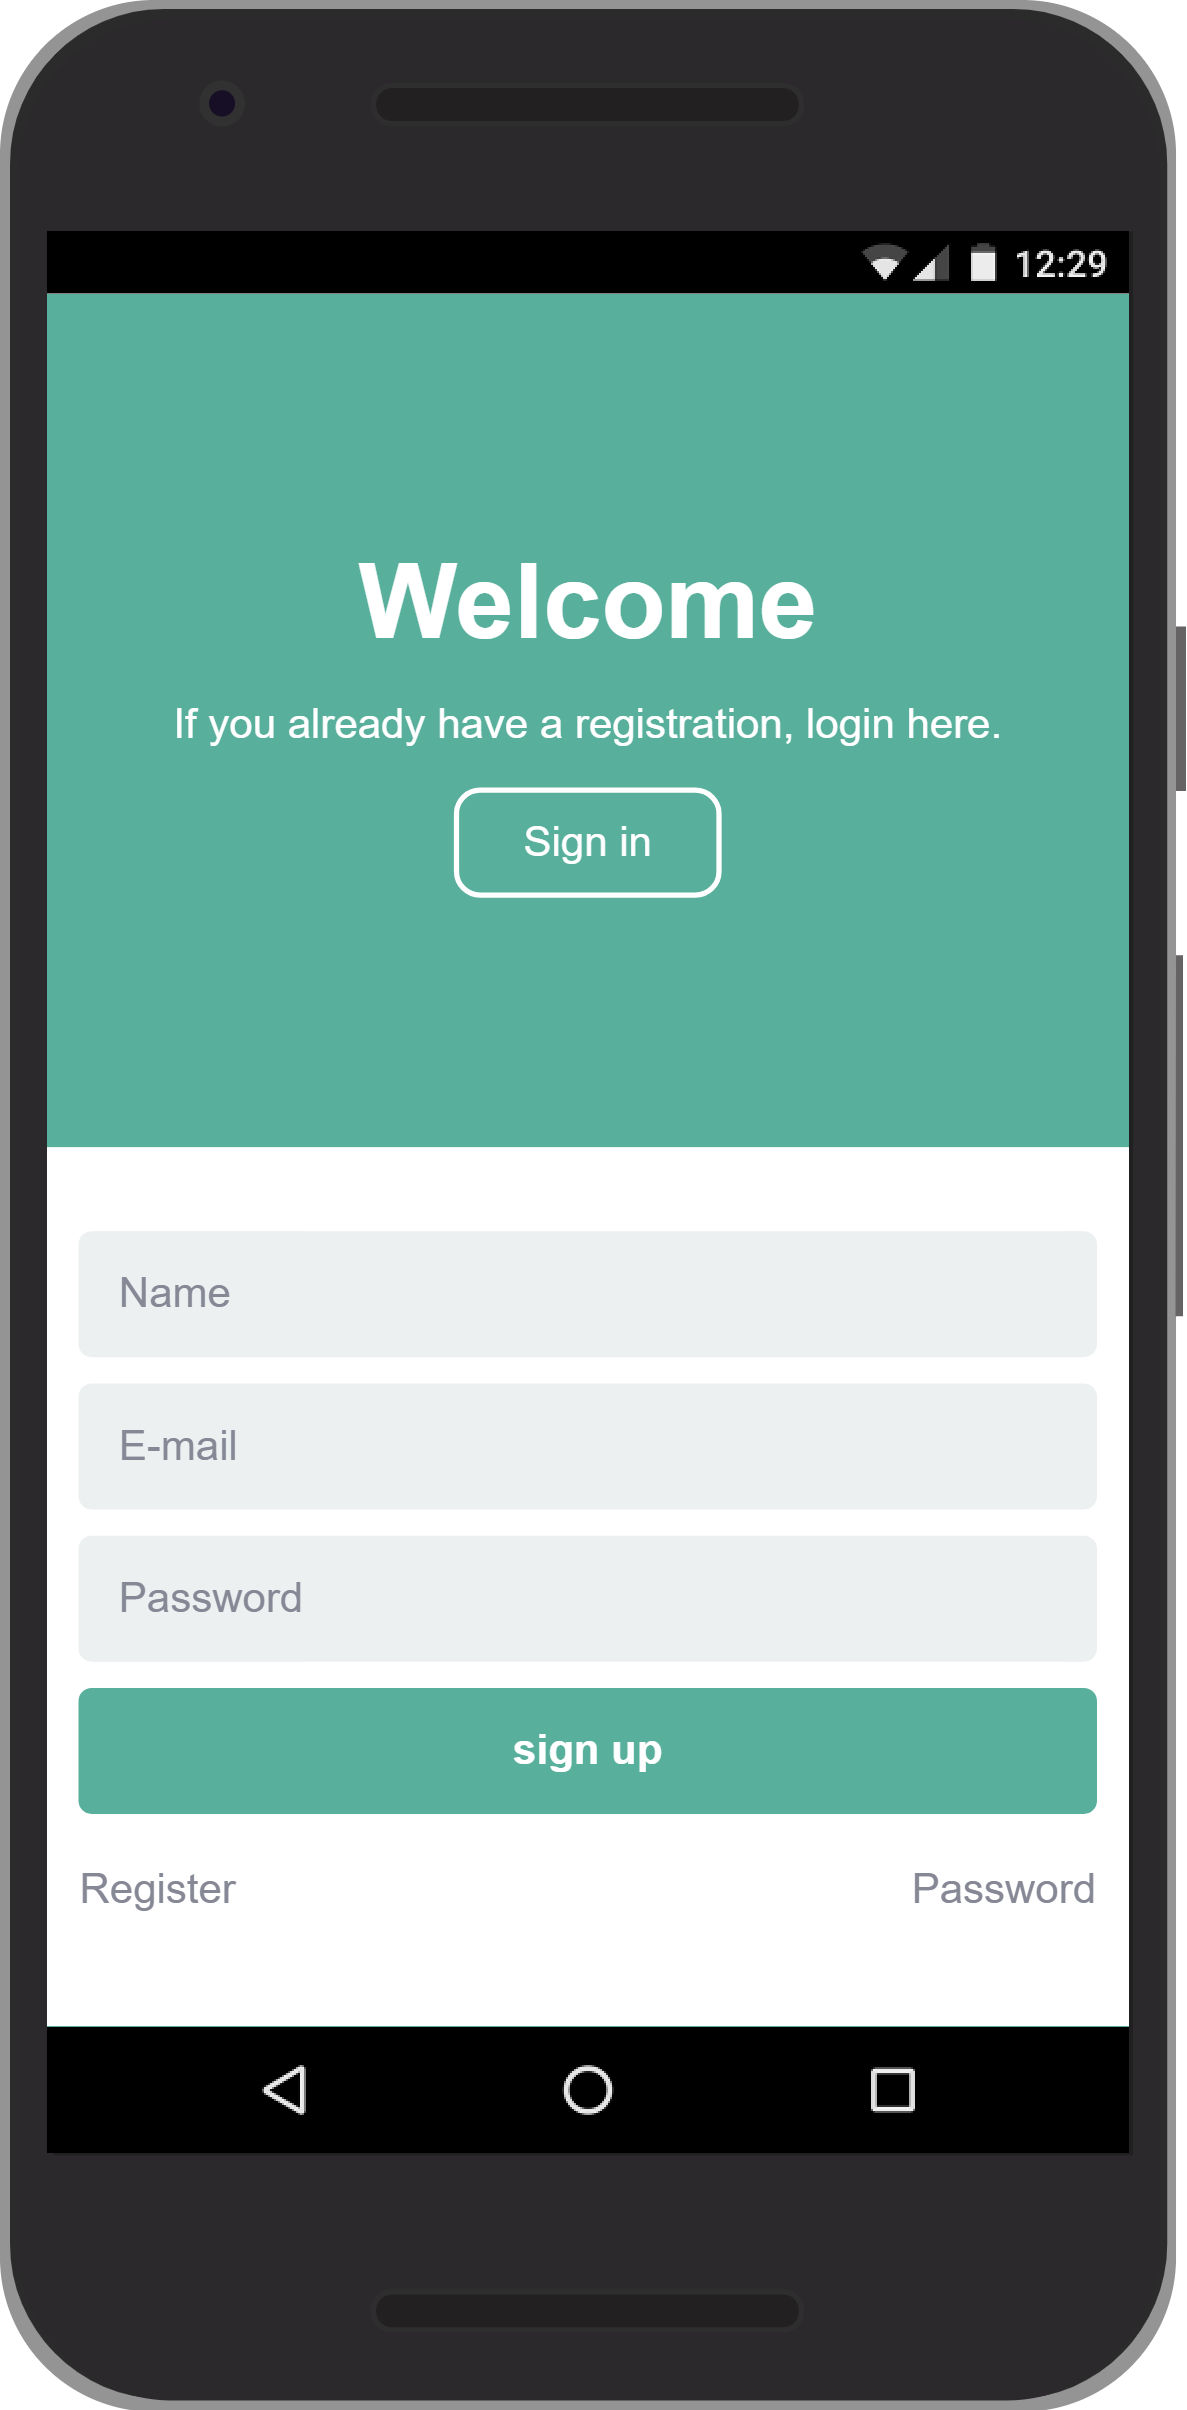 12:29
Welcome
If you already have a registration, login here.
Sign in
Name
E-mail
Password
sign up
Register Password